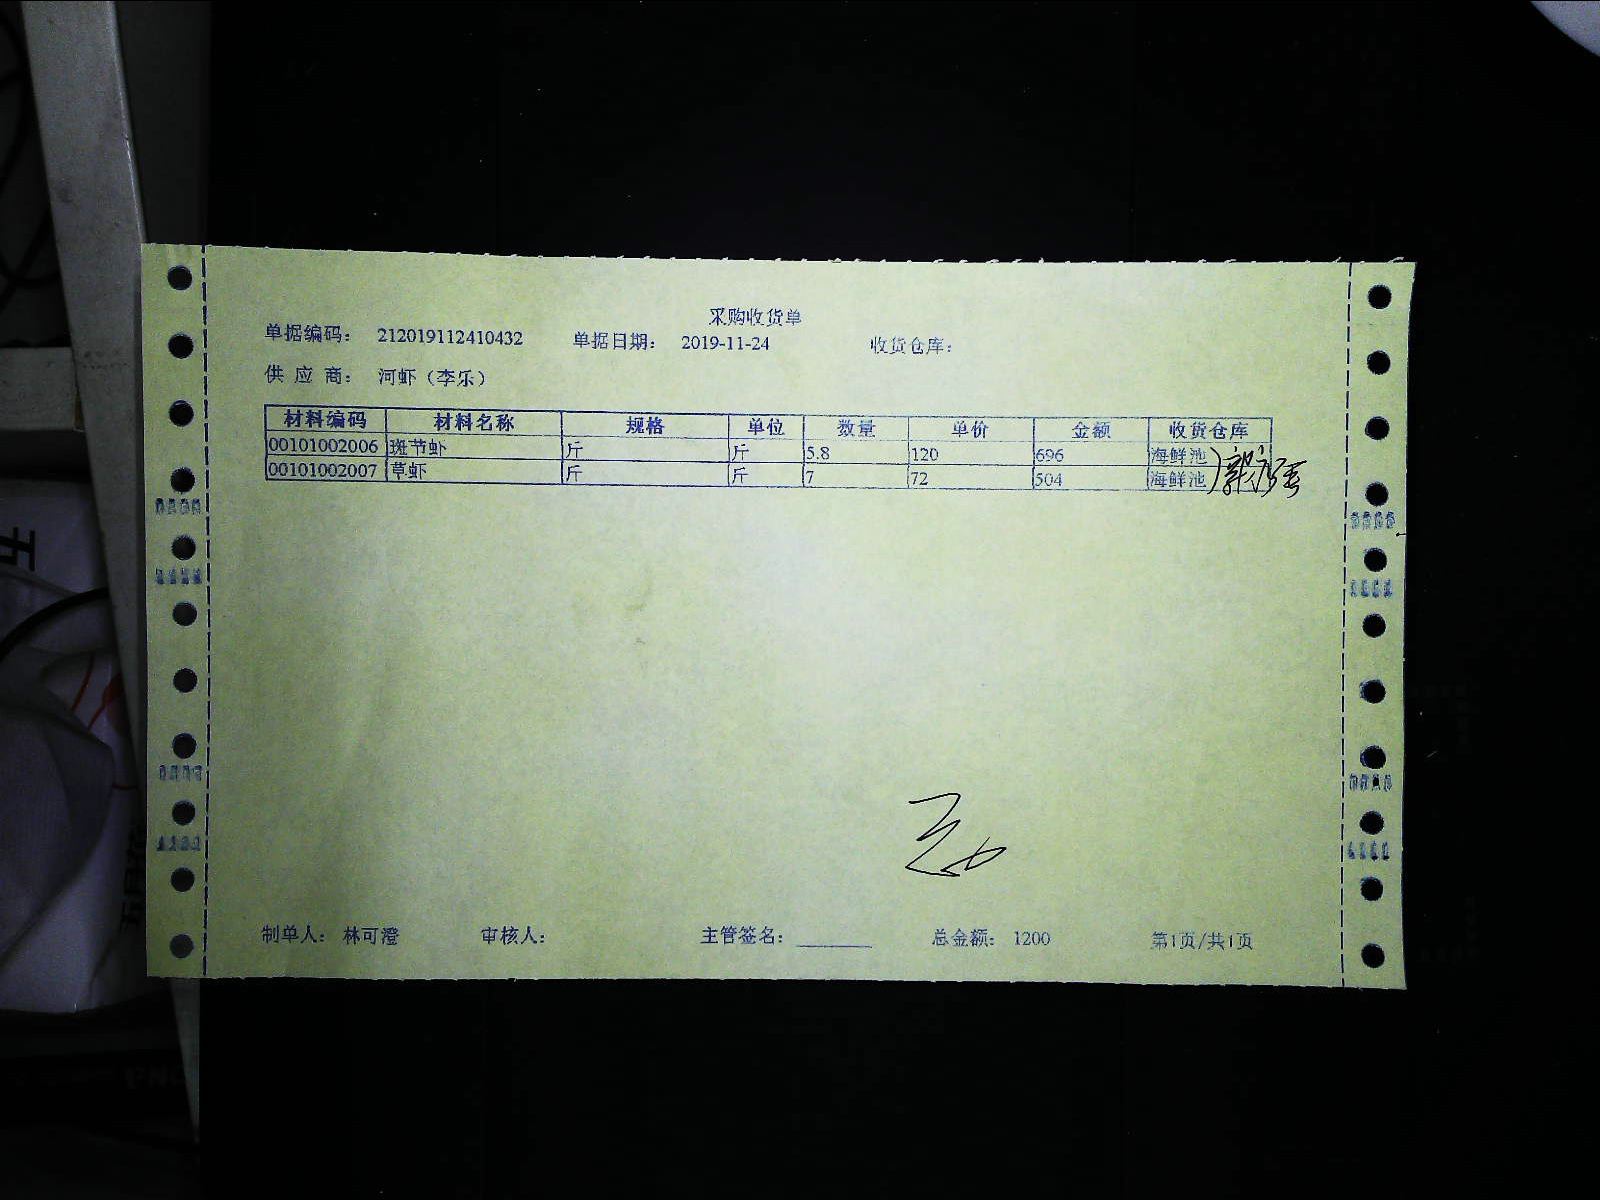 采购收货单
单据编码： 212019112410432 单据日期： 2019-11-24 收货仓库：
供 应 商： 河虾（李乐）
材料编码 材料名称 规格 单位 数量 单价 金额 收货仓库
00101002006 斑节虾 斤 斤 5.8 120 696 海鲜池
00101002007 草虾 斤 斤 7 72 504 海鲜池
制单人： 林可澄 审核人： 主管签名： 总金额： 1200 第1页/共1页